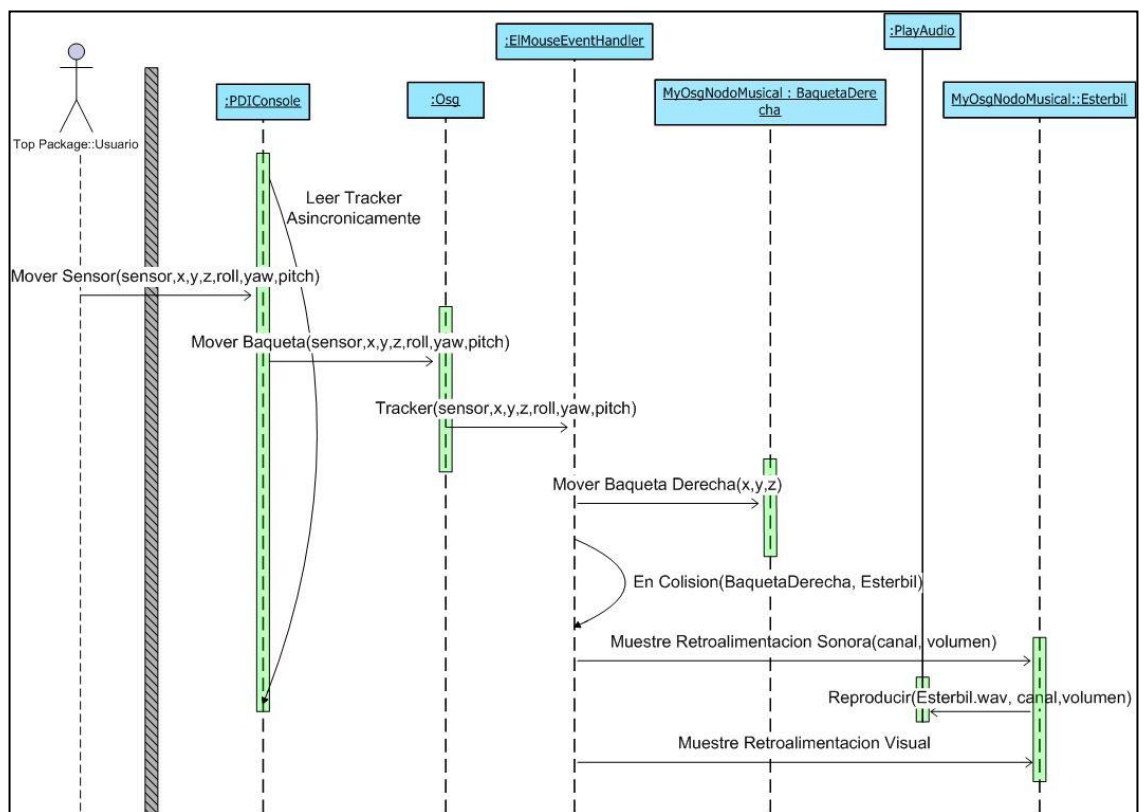 :PlayAudio
:ElMouseEventHandler
:PDIConsole
:Osg
MyOsgNodoMusical : BaquetaDere
cha
MyOsgNodoMusical::Esterbil
Top Package::Usuario
Leer Tracker
Asincronicamente
Mover Sensor(sensor,x,y,z,roll,yaw,pitch)
Mover Baqueta(sensor,x,y,z,roll,yaw,pitch)
Tracker(sensor,x,y,z,roll,yaw,pitch)
Mover Baqueta Derecha(x,y,z)
En Colision(BaquetaDerecha, Esterbil)
Muestre Retroalimentacion Sonora(canal, volumen)
Reproducir(Esterbil.wav, canal,volumen)
Muestre Retroalimentacion Visual